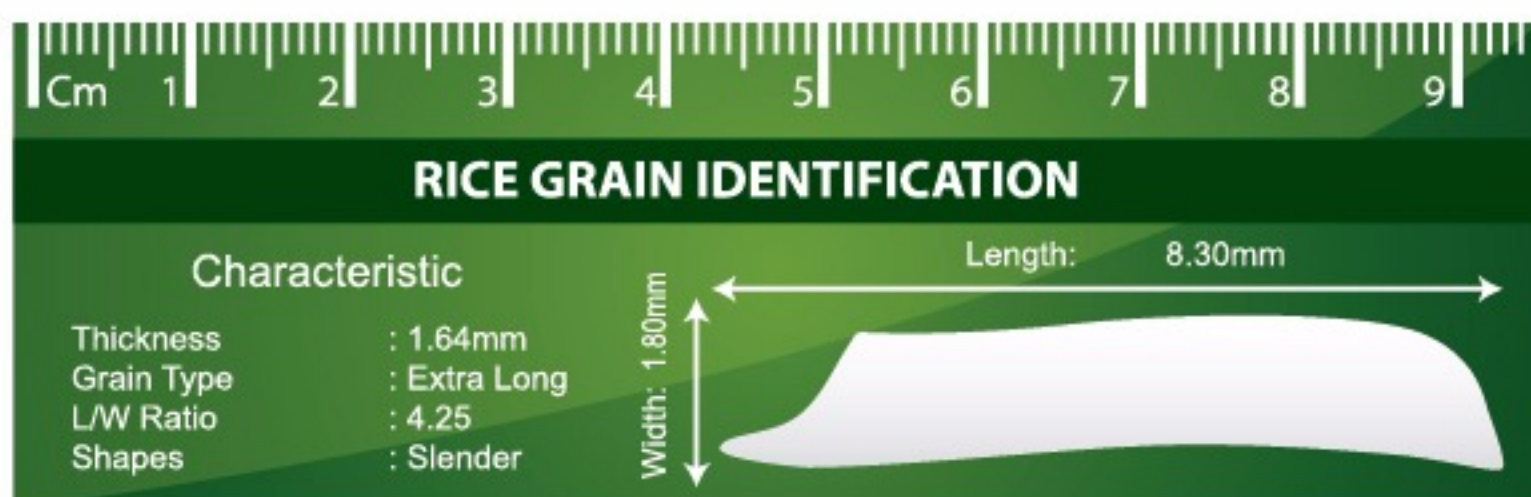 Cm 1 2 3 4 5 6 7 8 9
RICE GRAIN IDENTIFICATION
Characteristic
Thickness : 1.64mm
Grain Type : Extra Long
L/W Ratio : 4.25
Shapes : Slender
Width: 1.80mm
Length: 8.30mm